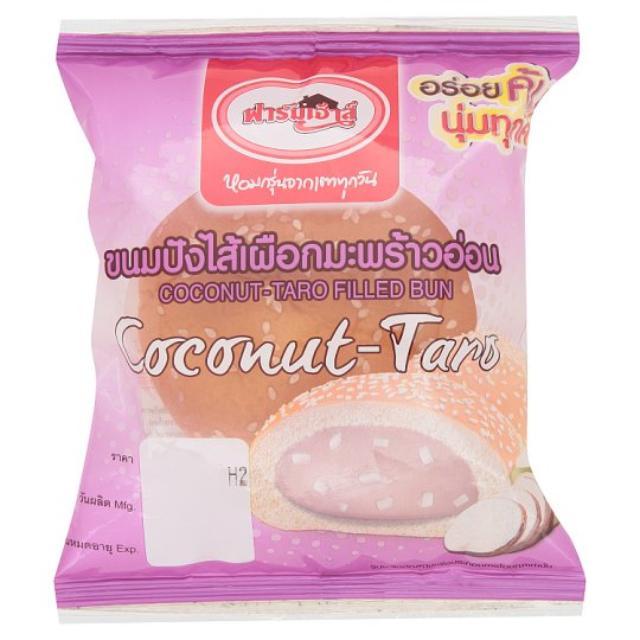 ฟาร์มเฮ้าส์
หอมกรุ่นจากเตาทุกวัน
อร่อยคุ้
นุ่มทุกค
ขนมปังไส้เผือกมะพร้าวอ่อน
COCONUT-TARO FILLED BUN
Coconut-Taro
ราคา
H2
วันผลิต Mfg.
นหมดอายุ Exp.